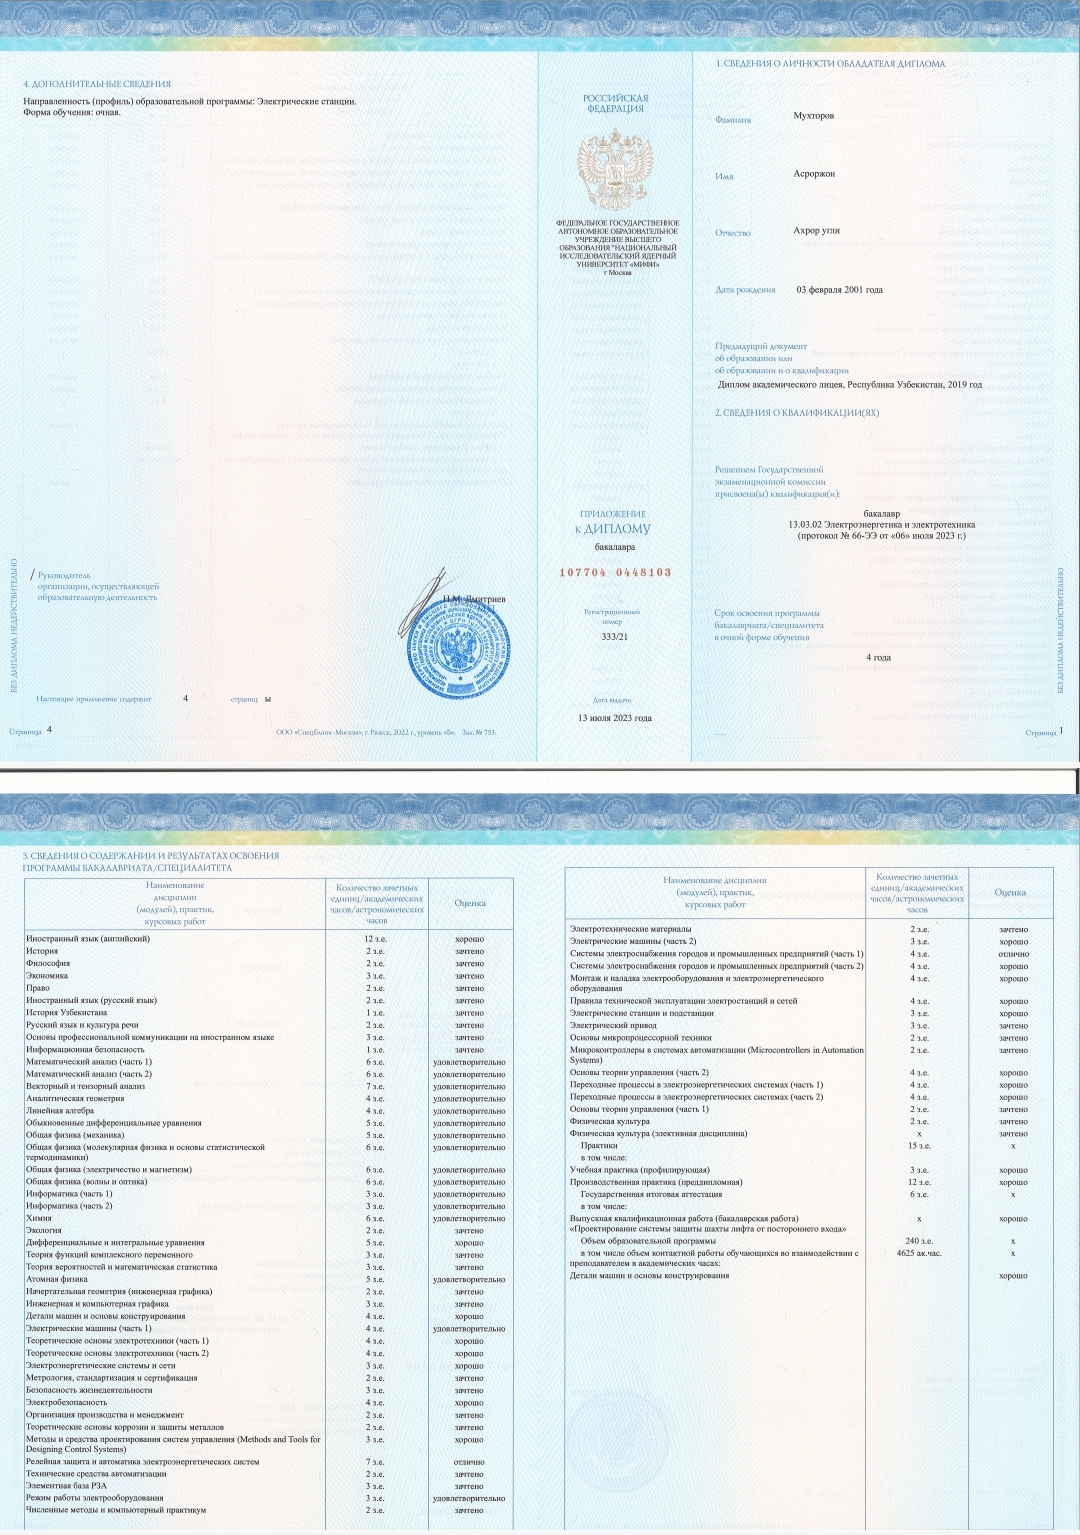 4. ДОПОЛНИТЕЛЬНЫЕ СВЕДЕНИЯ
Направленность (профиль) образовательной программы: Электрические станции.
Форма обучения: очная.
БЕЗ ДИПЛОМА НЕДЕЙСТВИТЕЛЬНО
Руководитель
организации, осуществляющей
образовательную деятельность
Н.М. Дмитриев
МП
Настоящее приложение содержит 4 страниц ы
Страница 4
ООО «СпецБланк-Москва», г. Ряжск, 2022 г., уровень «Б». Зак. № 753.
РОССИЙСКАЯ
ФЕДЕРАЦИЯ
ФЕДЕРАЛЬНОЕ ГОСУДАРСТВЕННОЕ
АВТОНОМНОЕ ОБРАЗОВАТЕЛЬНОЕ
УЧРЕЖДЕНИЕ ВЫСШЕГО
ОБРАЗОВАНИЯ "НАЦИОНАЛЬНЫЙ
ИССЛЕДОВАТЕЛЬСКИЙ ЯДЕРНЫЙ
УНИВЕРСИТЕТ «МИФИ»
г Москва
ПРИЛОЖЕНИЕ
к ДИПЛОМУ
бакалавра
107704 0448103
Регистрационный
номер
333/21
Дата выдачи
13 июля 2023 года
1. СВЕДЕНИЯ О ЛИЧНОСТИ ОБЛАДАТЕЛЯ ДИПЛОМА
Фамилия Мухторов
Имя Асроржон
Отчество Ахрор угли
Дата рождения 03 февраля 2001 года
Предыдущий документ
об образовании или
об образовании и о квалификации
Диплом академического лицея, Республика Узбекистан, 2019 год
2. СВЕДЕНИЯ О КВАЛИФИКАЦИИ(ЯХ)
Решением Государственной
экзаменационной комиссии
присвоена(ы) квалификация(и):
бакалавр
13.03.02 Электроэнергетика и электротехника
(протокол № 66-ЭЭ от «06» июля 2023 г.)
Срок освоения программы
бакалавриата/специалитета
в очной форме обучения
4 года
БЕЗ ДИПЛОМА НЕДЕЙСТВИТЕЛЬНО
Страница 1
3. СВЕДЕНИЯ О СОДЕРЖАНИИ И РЕЗУЛЬТАТАХ ОСВОЕНИЯ
ПРОГРАММЫ БАКАЛАВРИАТА/СПЕЦИАЛИТЕТА
Наименование
дисциплин
(модулей), практик,
курсовых работ
Количество зачетных
единиц/академических
часов/астрономических
часов
Оценка
Иностранный язык (английский) 12 з.е. хорошо
История 2 з.е. зачтено
Философия 2 з.е. зачтено
Экономика 3 з.е. зачтено
Право 2 з.е. зачтено
Иностранный язык (русский язык) 2 з.е. зачтено
История Узбекистана 1 з.е. зачтено
Русский язык и культура речи 2 з.е. зачтено
Основы профессиональной коммуникации на иностранном языке 3 з.е. зачтено
Информационная безопасность 1 з.е. зачтено
Математический анализ (часть 1) 6 з.е. удовлетворительно
Математический анализ (часть 2) 6 з.е. удовлетворительно
Векторный и тензорный анализ 7 з.е. удовлетворительно
Аналитическая геометрия 4 з.е. удовлетворительно
Линейная алгебра 4 з.е. удовлетворительно
Обыкновенные дифференциальные уравнения 5 з.е. удовлетворительно
Общая физика (механика) 5 з.е. удовлетворительно
Общая физика (молекулярная физика и основы статистической 6 з.е. удовлетворительно
термодинамики)
Общая физика (электричество и магнетизм) 6 з.е. удовлетворительно
Общая физика (волны и оптика) 6 з.е. удовлетворительно
Информатика (часть 1) 3 з.е. удовлетворительно
Информатика (часть 2) 3 з.е. удовлетворительно
Химия 6 з.е. удовлетворительно
Экология 2 з.е. зачтено
Дифференциальные и интегральные уравнения 5 з.е. хорошо
Теория функций комплексного переменного 3 з.е. зачтено
Теория вероятностей и математическая статистика 3 з.е. зачтено
Атомная физика 5 з.е. удовлетворительно
Начертательная геометрия (инженерная графика) 2 з.е. зачтено
Инженерная и компьютерная графика 3 з.е. зачтено
Детали машин и основы конструирования 4 з.е. хорошо
Электрические машины (часть 1) 4 з.е. удовлетворительно
Теоретические основы электротехники (часть 1) 4 з.е. хорошо
Теоретические основы электротехники (часть 2) 4 з.е. хорошо
Электроэнергетические системы и сети 3 з.е. хорошо
Метрология, стандартизация и сертификация 2 з.е. зачтено
Безопасность жизнедеятельности 3 з.е. зачтено
Электробезопасность 4 з.е. хорошо
Организация производства и менеджмент 2 з.е. зачтено
Теоретические основы коррозии и защиты металлов 2 з.е. зачтено
Методы и средства проектирования систем управления (Methods and Tools for 3 з.е. хорошо
Designing Control Systems)
Релейная защита и автоматика электроэнергетических систем 7 з.е. отлично
Технические средства автоматизации 2 з.е. зачтено
Элементная база РЗА 3 з.е. зачтено
Режим работы электрооборудования 3 з.е. удовлетворительно
Численные методы и компьютерный практикум 2 з.е. зачтено
Наименование дисциплин
(модулей), практик,
курсовых работ
Количество зачетных
единиц/академических
часов/астрономических
часов
Оценка
Электротехнические материалы 2 з.е. зачтено
Электрические машины (часть 2) 3 з.е. хорошо
Системы электроснабжения городов и промышленных предприятий (часть 1) 4 з.е. отлично
Системы электроснабжения городов и промышленных предприятий (часть 2) 4 з.е. хорошо
Монтаж и наладка электрооборудования и электроэнергетического 4 з.е. хорошо
оборудования
Правила технической эксплуатации электростанций и сетей 4 з.е. хорошо
Электрические станции и подстанции 3 з.е. хорошо
Электрический привод 3 з.е. зачтено
Основы микропроцессорной техники 2 з.е. зачтено
Микроконтроллеры в системах автоматизации (Microcontrollers in Automation 2 з.е. зачтено
Systems)
Основы теории управления (часть 2) 4 з.е. хорошо
Переходные процессы в электроэнергетических системах (часть 1) 4 з.е. хорошо
Переходные процессы в электроэнергетических системах (часть 2) 4 з.е. хорошо
Основы теории управления (часть 1) 2 з.е. зачтено
Физическая культура 2 з.е. зачтено
Физическая культура (элективная дисциплина) x зачтено
Практики 15 з.е. x
в том числе:
Учебная практика (профилирующая) 3 з.е. хорошо
Производственная практика (преддипломная) 12 з.е. хорошо
Государственная итоговая аттестация 6 з.е. x
в том числе:
Выпускная квалификационная работа (бакалаврская работа) x хорошо
«Проектирование системы защиты шахты лифта от постороннего входа»
Объем образовательной программы 240 з.е. x
в том числе объем контактной работы обучающихся во взаимодействии с 4625 ак.час. x
преподавателем в академических часах:
Детали машин и основы конструирования хорошо